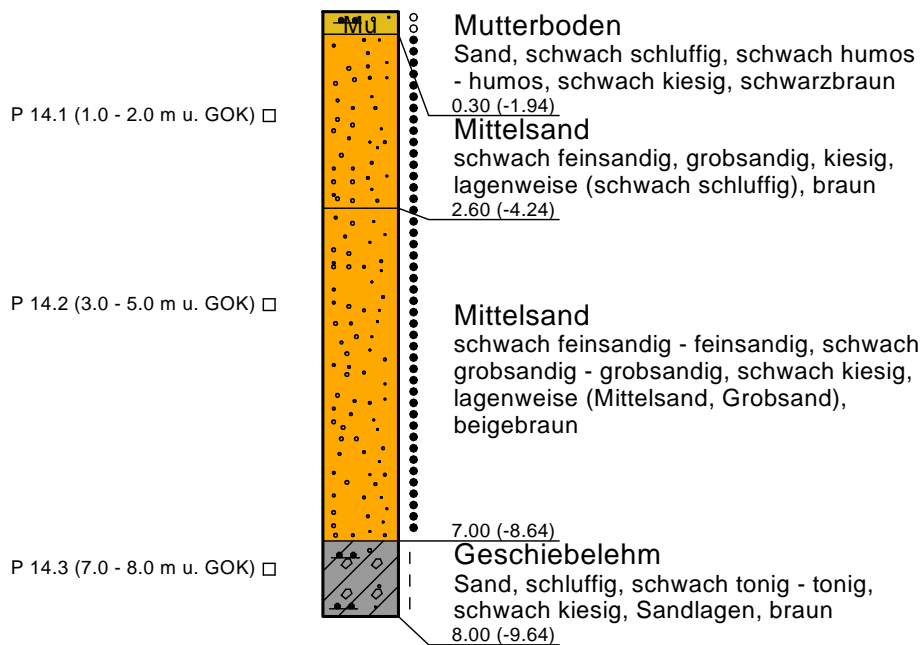 Mu
Mutterboden
Sand, schwach schluffig, schwach humos
- humos, schwach kiesig, schwarzbraun
0.30 (-1.94)
P 14.1 (1.0 - 2.0 m u. GOK)
Mittelsand
schwach feinsandig, grobsandig, kiesig,
lagenweise (schwach schluffig), braun
2.60 (-4.24)
P 14.2 (3.0 - 5.0 m u. GOK)
Mittelsand
schwach feinsandig - feinsandig, schwach
grobsandig - grobsandig, schwach kiesig,
lagenweise (Mittelsand, Grobsand),
beigebraun
7.00 (-8.64)
P 14.3 (7.0 - 8.0 m u. GOK)
Geschiebelehm
Sand, schluffig, schwach tonig - tonig,
schwach kiesig, Sandlagen, braun
8.00 (-9.64)